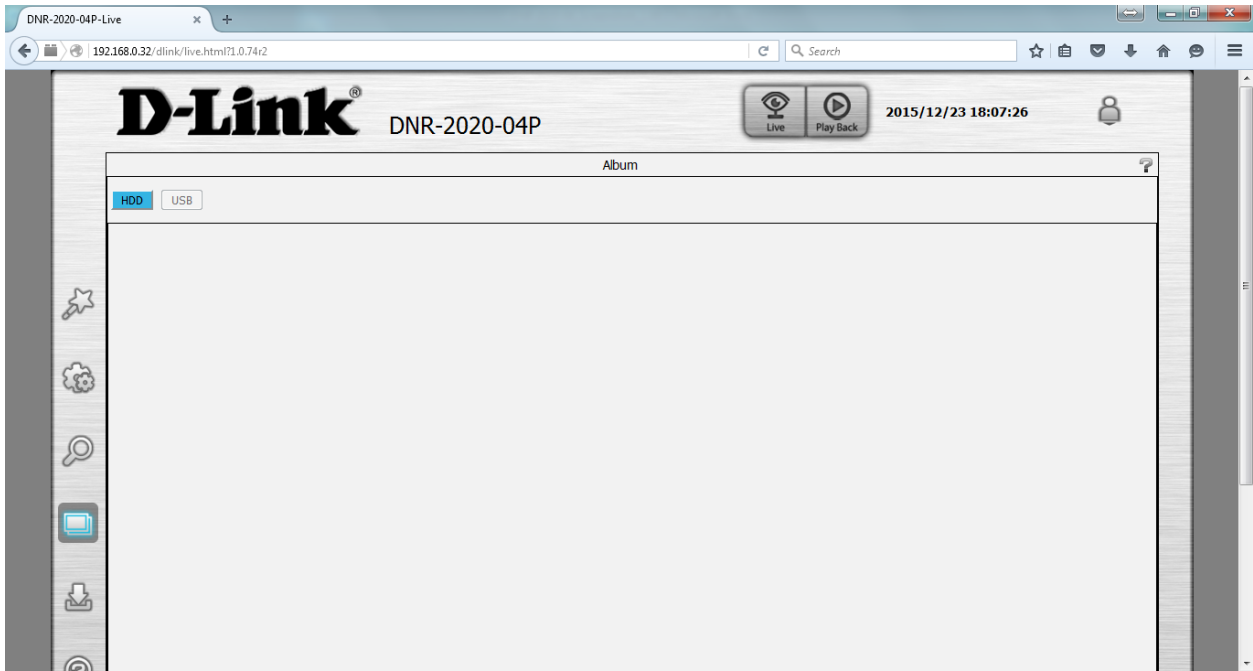 DNR-2020-04P-Live
192.168.0.32/dlink/live.html?1.0.74r2
Search
D-Link®
DNR-2020-04P
Live
Play Back
2015/12/23 18:07:26
Album
?
HDD
USB